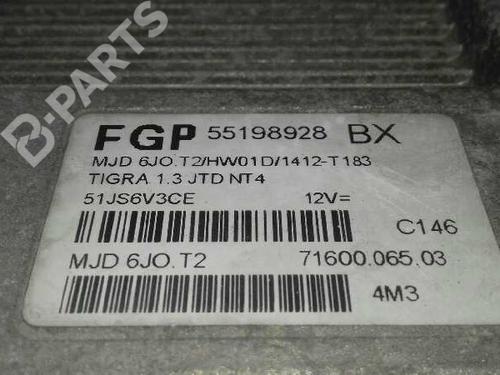 B-PARTS
FGP 55198928 BX
MJD 6JO.T2/HW01D/1412-T183
TIGRA 1.3 JTD NT4
51JS6V3CE 12V=
C146
MJD 6JO.T2 71600.065.03
4M3